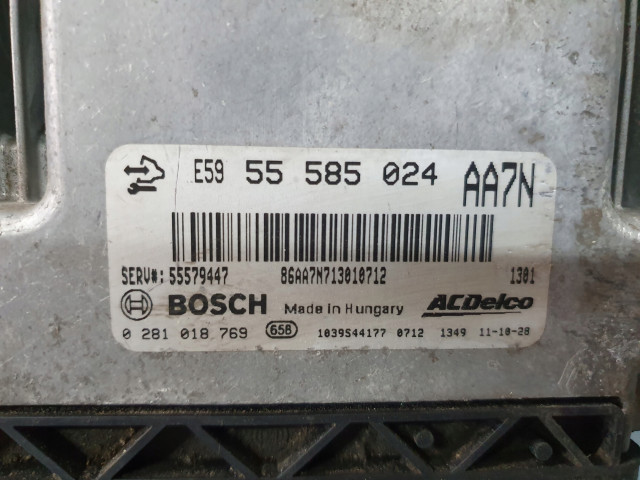 E59 55 585 024 AA7N
SERV#: 55579447 86AA7N713010712 1301
BOSCH Made in Hungary ACDelco
0 281 018 769 658 1039S44177 0712 1349 11-10-28